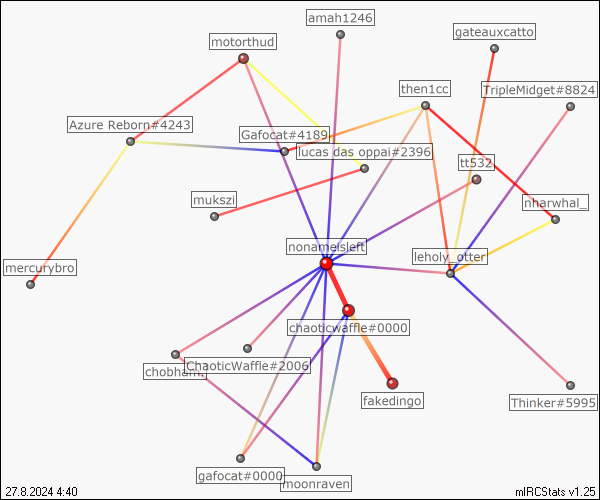 amah1246
gateauxcatto
motorthud
then1cc
TripleMidget#8824
Azure Reborn#4243
Gafocat#4189
lucas das oppai#2396
tt532
mukszi
nharwhal_
nonameisleft
leholy_otter
mercurybro
chaoticwaffle#0000
ChaoticWaffle#2006
chobham.
fakedingo
Thinker#5995
gafocat#0000
moonraven
27.8.2024 4:40
mIRCStats v1.25